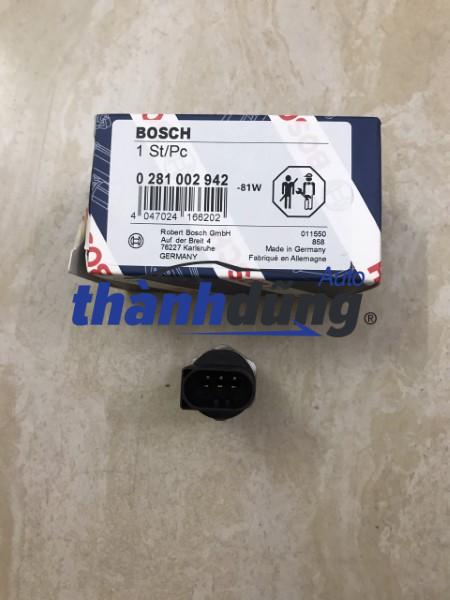 BOSCH
1 St/Pc
0 281 002 942 -81W
4 047024 166202
Robert Bosch GmbH
Auf der Breit 4
76227 Karlsruhe
GERMANY
011550
858
Made in Germany
Fabriqué en Allemagne
Auto
thànhdũng®